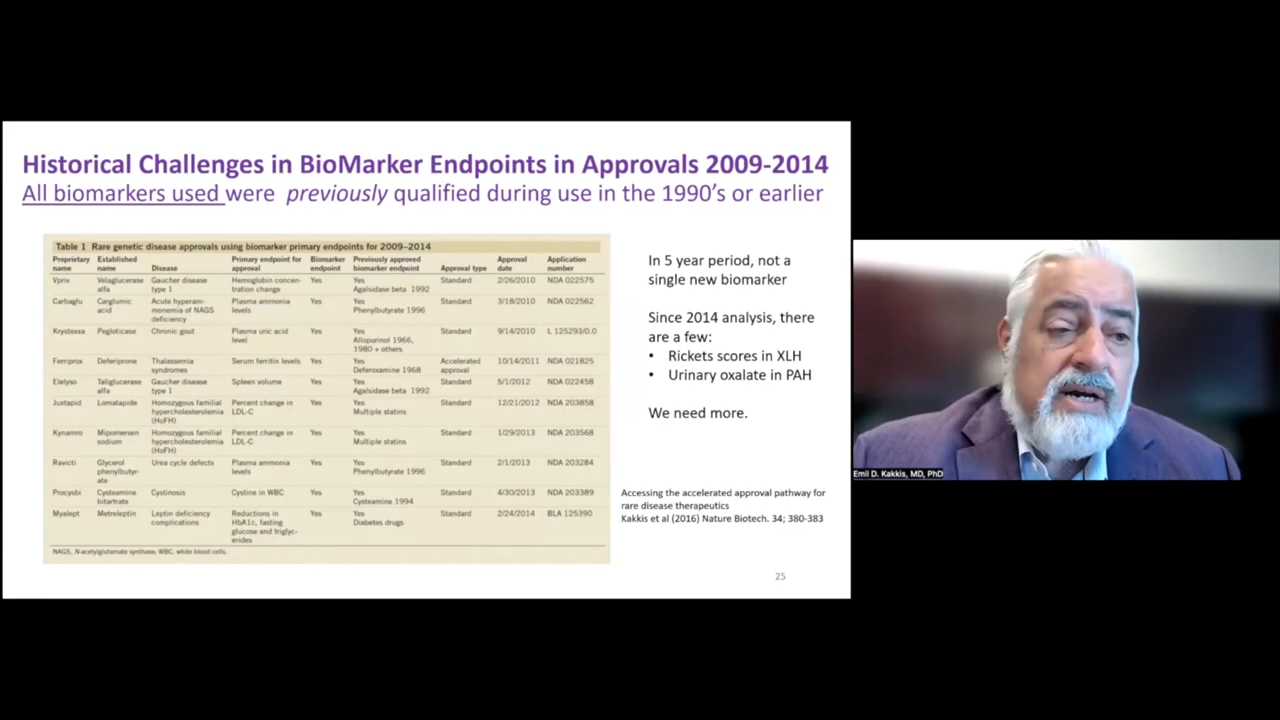 Historical Challenges in BioMarker Endpoints in Approvals 2009-2014
All biomarkers used were previously qualified during use in the 1990's or earlier
Table 1 Rare genetic disease approvals using biomarker primary endpoints for 2009–2014
Proprietary name Established name Disease Primary endpoint for approval Biomarker endpoint Previously approved biomarker endpoint Approval type Approval date Application number
Vpriv Velaglucerase alfa Gaucher disease type 1 Hemoglobin concen-tration change Yes Yes Agalsidase beta 1992 Standard 2/26/2010 NDA 022575
Carbaglu Carglumic acid Acute hyperam-monemia of NAGS deficiency Plasma ammonia levels Yes Yes Phenylbutyrate 1996 Standard 3/18/2010 NDA 022562
Krystexxa Pegloticase Chronic gout Plasma uric acid level Yes Yes Allopurinol 1966, 1980 + others Standard 9/14/2010 L 125293/0.0
Ferriprox Deferiprone Thalassemia syndromes Serum ferritin levels Yes Yes Deferoxamine 1968 Accelerated approval 10/14/2011 NDA 021825
Elelyso Taliglucerase alfa Gaucher disease type 1 Spleen volume Yes Yes Agalsidase beta 1992 Standard 5/1/2012 NDA 022458
Juxtapid Lomatapide Homozygous familial hypercholesterolemia (HoFH) Percent change in LDL-C Yes Yes Multiple statins Standard 12/21/2012 NDA 203858
Kynamro Mipomersen sodium Homozygous familial hypercholesterolemia (HoFH) Percent change in LDL-C Yes Yes Multiple statins Standard 1/29/2013 NDA 203568
Ravicti Glycerol phenylbutyr-ate Urea cycle defects Plasma ammonia levels Yes Yes Phenylbutyrate 1996 Standard 2/1/2013 NDA 203284
Procysbi Cysteamine bitartrate Cystinosis Cystine in WBC Yes Yes Cysteamine 1994 Standard 4/30/2013 NDA 203389
Myalept Metreleptin Leptin deficiency complications Reductions in HbA1c, fasting glucose and triglyc-erides Yes Yes Diabetes drugs Standard 2/24/2014 BLA 125390
NAGS, N-acetylglutamate synthase; WBC, white blood cells.
In 5 year period, not a
single new biomarker
Since 2014 analysis, there
are a few:
• Rickets scores in XLH
• Urinary oxalate in PAH
We need more.
Accessing the accelerated approval pathway for
rare disease therapeutics
Kakkis et al (2016) Nature Biotech. 34; 380-383
25
Emil D. Kakkis, MD, PhD